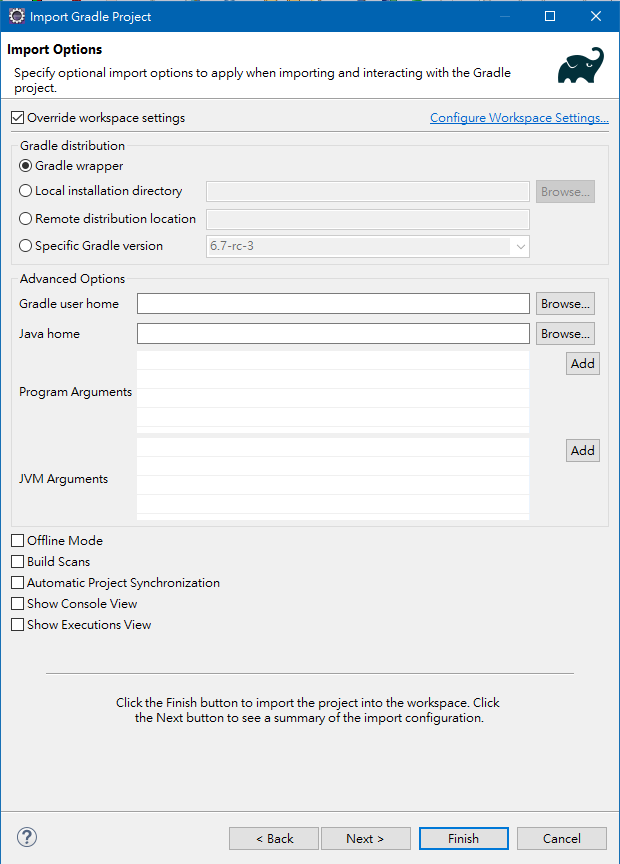 Import Gradle Project
Import Options
Specify optional import options to apply when importing and interacting with the Gradle
project.
Override workspace settings
Configure Workspace Settings...
Gradle distribution
Gradle wrapper
Local installation directory
Browse...
Remote distribution location
Specific Gradle version
6.7-rc-3
Advanced Options
Gradle user home
Browse...
Java home
Browse...
Add
Program Arguments
Add
JVM Arguments
Offline Mode
Build Scans
Automatic Project Synchronization
Show Console View
Show Executions View
Click the Finish button to import the project into the workspace. Click
the Next button to see a summary of the import configuration.
?
< Back
Next >
Finish
Cancel